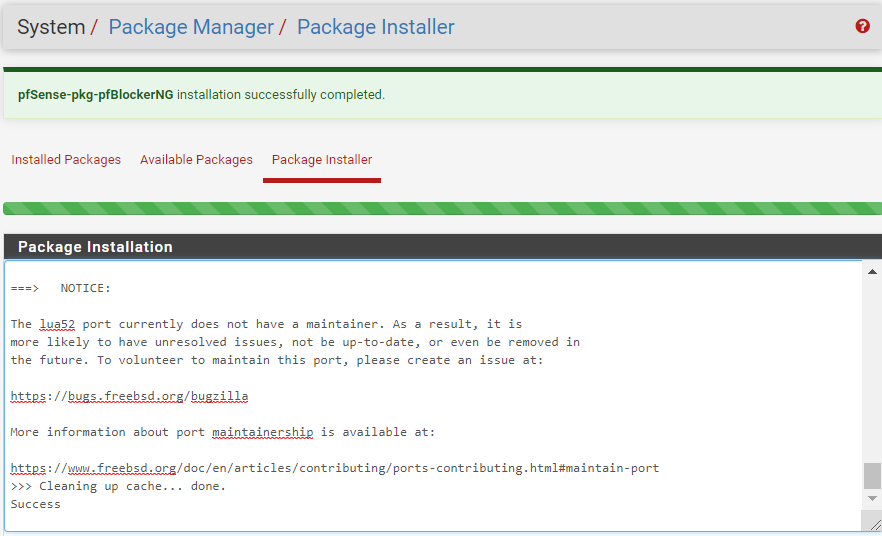 System / Package Manager / Package Installer
pfSense-pkg-pfBlockerNG installation successfully completed.
Installed Packages Available Packages Package Installer
Package Installation
===>   NOTICE:
The lua52 port currently does not have a maintainer. As a result, it is
more likely to have unresolved issues, not be up-to-date, or even be removed in
the future. To volunteer to maintain this port, please create an issue at:
https://bugs.freebsd.org/bugzilla
More information about port maintainership is available at:
https://www.freebsd.org/doc/en/articles/contributing/ports-contributing.html#maintain-port
>>> Cleaning up cache... done.
Success